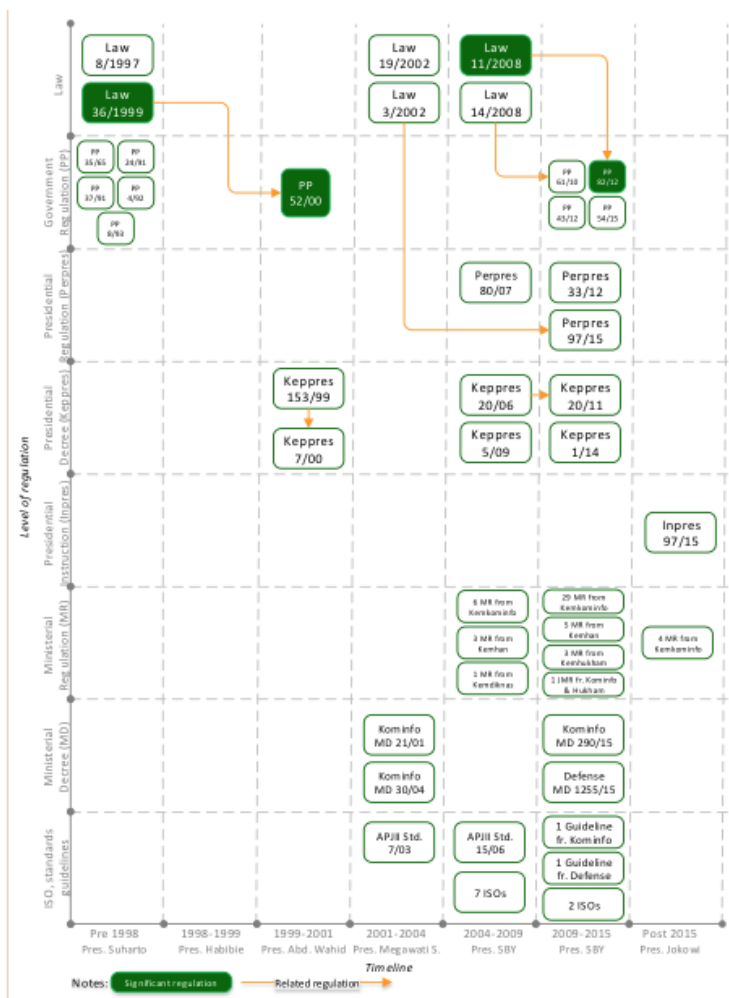 Law
8/1997
Law
36/1999
Law
19/2002
Law
3/2002
Law
11/2008
Law
14/2008
Law
PP
35/65
PP
24/91
PP
37/91
PP
4/92
PP
8/93
PP
52/00
PP
61/10
PP
82/12
PP
43/12
PP
54/15
Government
Regulation (PP)
Perpres
80/07
Perpres
33/12
Perpres
97/15
Presidential
Regulation (Perpres)
Keppres
153/99
Keppres
7/00
Keppres
20/06
Keppres
5/09
Keppres
20/11
Keppres
1/14
Presidential
Decree (Keppres)
Level of regulation
Inpres
97/15
Presidential
Instruction (Inpres)
6 MR from
Kemkominfo
3 MR from
Kemhan
1 MR from
Kemdiknas
29 MR from
Kemkominfo
5 MR from
Kemhan
3 MR from
Kemhukham
1 JMR fr. Kominfo
& Hukham
4 MR from
Kemkominfo
Ministerial
Regulation (MR)
Kominfo
MD 21/01
Kominfo
MD 30/04
Kominfo
MD 290/15
Defense
MD 1255/15
Ministerial
Decree (MD)
APJII Std.
7/03
APJII Std.
15/06
7 ISOs
1 Guideline
fr. Kominfo
1 Guideline
fr. Defense
2 ISOs
ISO, standards
guidelines
Pre 1998
Pres. Suharto
1998-1999
Pres. Habibie
1999-2001
Pres. Abd. Wahid
2001-2004
Pres. Megawati S.
2004-2009
Pres. SBY
2009-2015
Pres. SBY
Post 2015
Pres. Jokowi
Timeline
Notes: Significant regulation Related regulation